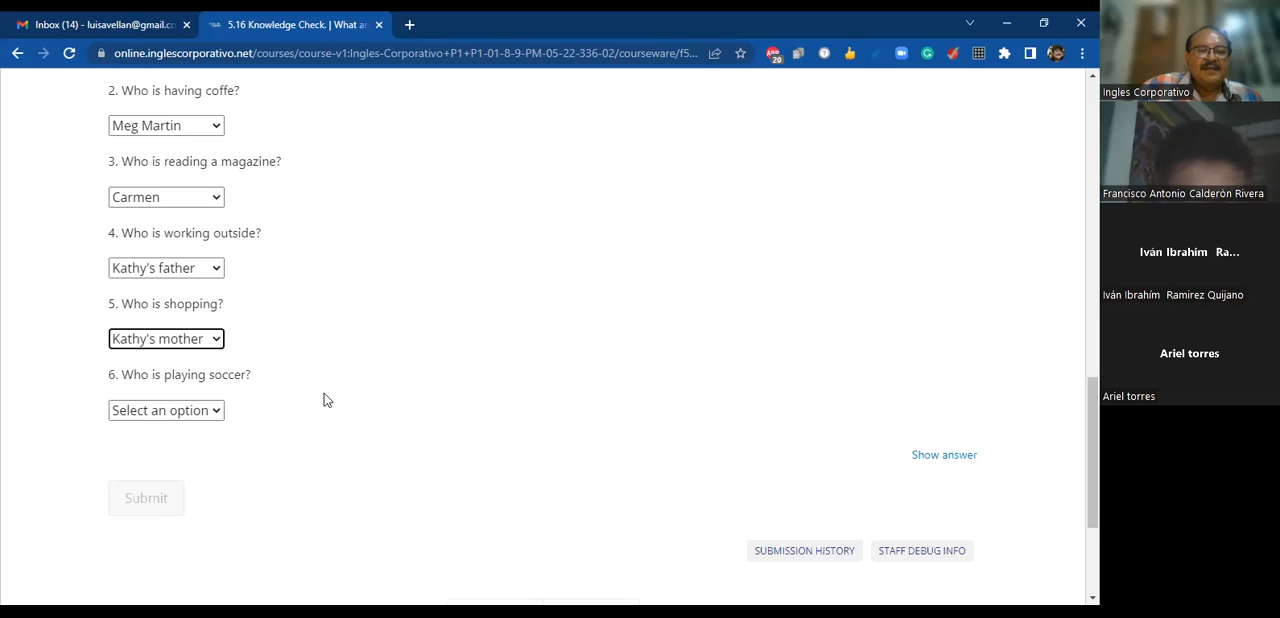 Inbox (14) - luisavellan@gmail.cc
5.16 Knowledge Check. | What an
online.inglescorporativo.net/courses/course-v1:Ingles-Corporativo+P1+P1-01-8-9-PM-05-22-336-02/courseware/f5...
20
2. Who is having coffe?
Meg Martin
3. Who is reading a magazine?
Carmen
4. Who is working outside?
Kathy's father
5. Who is shopping?
Kathy's mother
6. Who is playing soccer?
Select an option
Show answer
Submit
SUBMISSION HISTORY
STAFF DEBUG INFO
Ingles Corporativo
Francisco Antonio Calderòn Rivera
Iván Ibrahím Ra...
Iván Ibrahím Ramirez Quijano
Ariel torres
Ariel torres